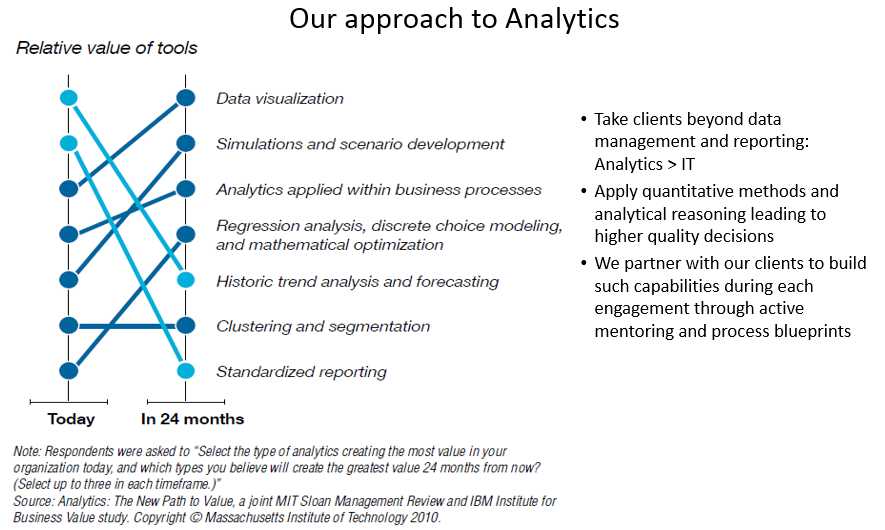 Our approach to Analytics
Relative value of tools
Data visualization
Simulations and scenario development
Analytics applied within business processes
Regression analysis, discrete choice modeling,
and mathematical optimization
Historic trend analysis and forecasting
Clustering and segmentation
Standardized reporting
Today
In 24 months
Note: Respondents were asked to “Select the type of analytics creating the most value in your
organization today, and which types you believe will create the greatest value 24 months from now?
(Select up to three in each timeframe.)”
Source: Analytics: The New Path to Value, a joint MIT Sloan Management Review and IBM Institute for
Business Value study. Copyright © Massachusetts Institute of Technology 2010.
• Take clients beyond data
management and reporting:
Analytics > IT
• Apply quantitative methods and
analytical reasoning leading to
higher quality decisions
• We partner with our clients to build
such capabilities during each
engagement through active
mentoring and process blueprints